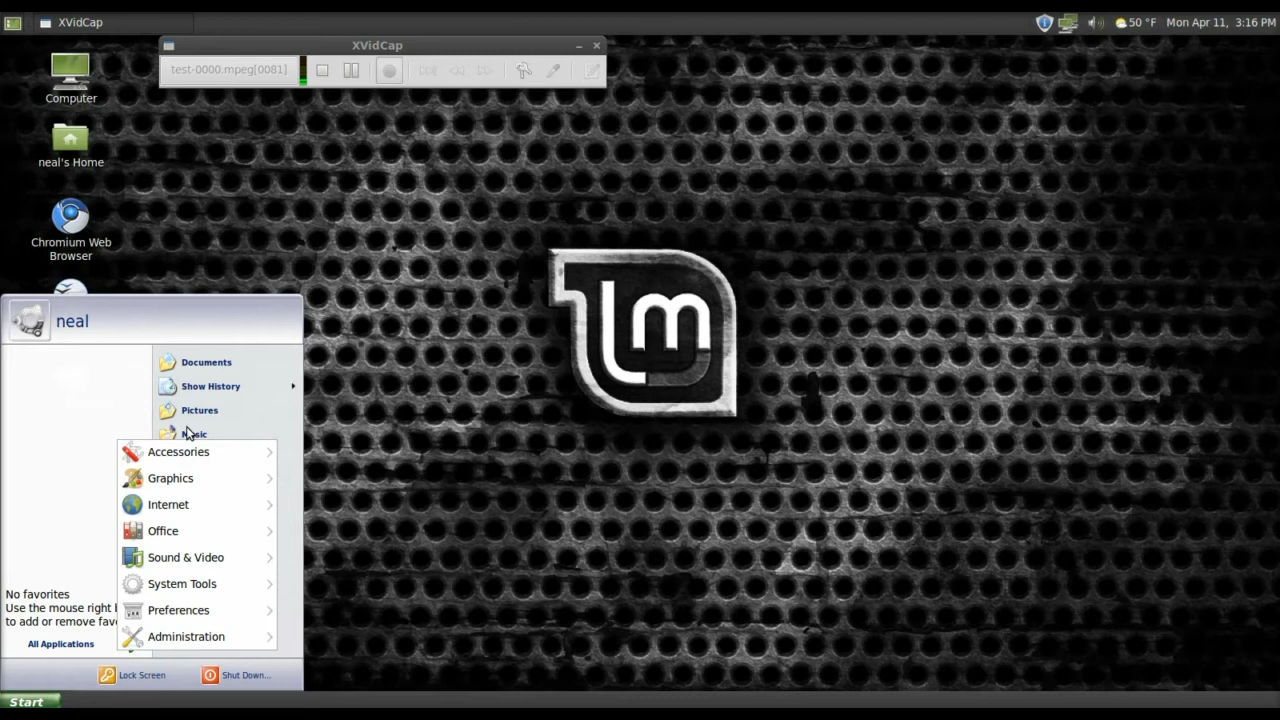 XVidCap
50 °F Mon Apr 11, 3:16 PM
XVidCap
test-0000.mpeg[0081]
Computer
neal's Home
Chromium Web
Browser
lm
neal
Documents
Show History
Pictures
Accessories
Graphics
Internet
Office
Sound & Video
System Tools
Preferences
Administration
No favorites
Use the mouse right
to add or remove
All Applications
Lock Screen
Shut Down...
Start